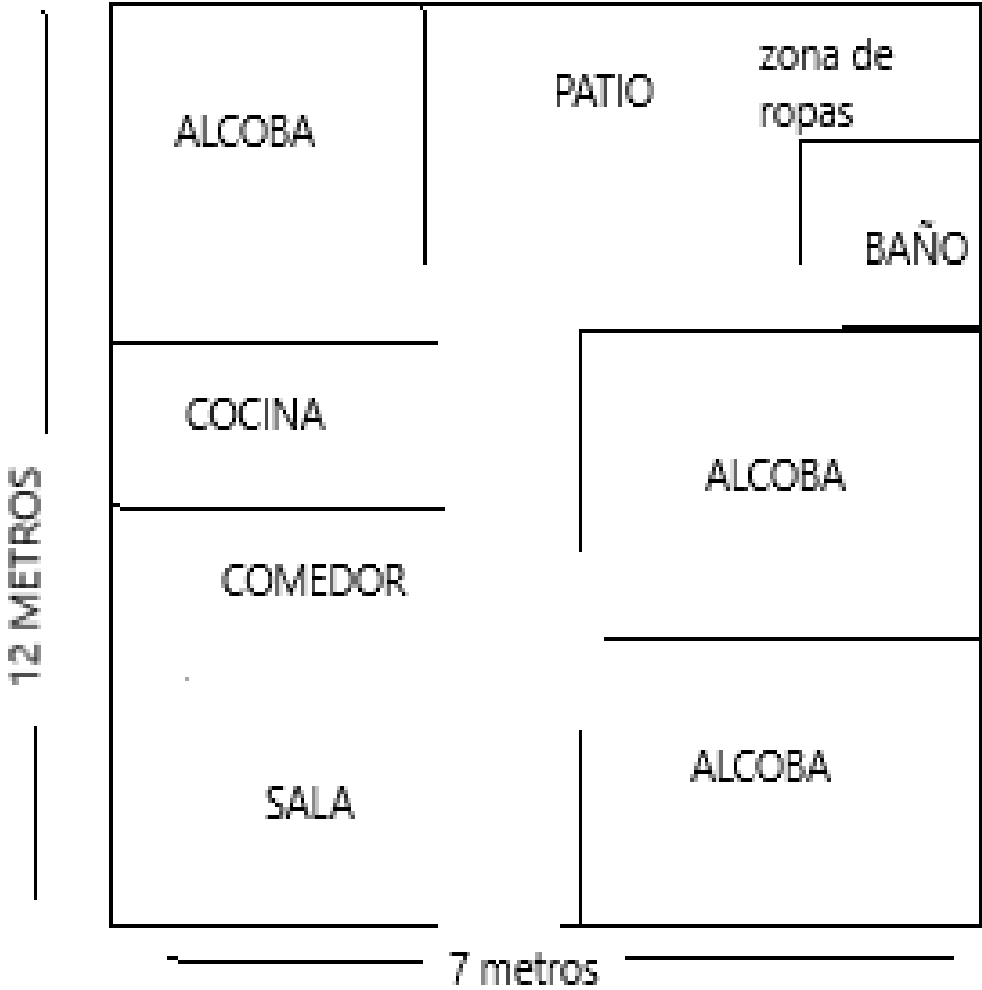 zona de
ropas
PATIO
ALCOBA
BAÑO
COCINA
ALCOBA
COMEDOR
12 METROS
ALCOBA
SALA
7 metros